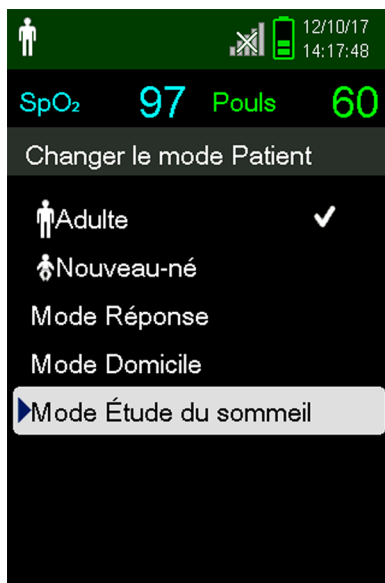 12/10/17
14:17:48
SpO₂ 97 Pouls 60
Changer le mode Patient
Adulte
Nouveau-né
Mode Réponse
Mode Domicile
Mode Étude du sommeil